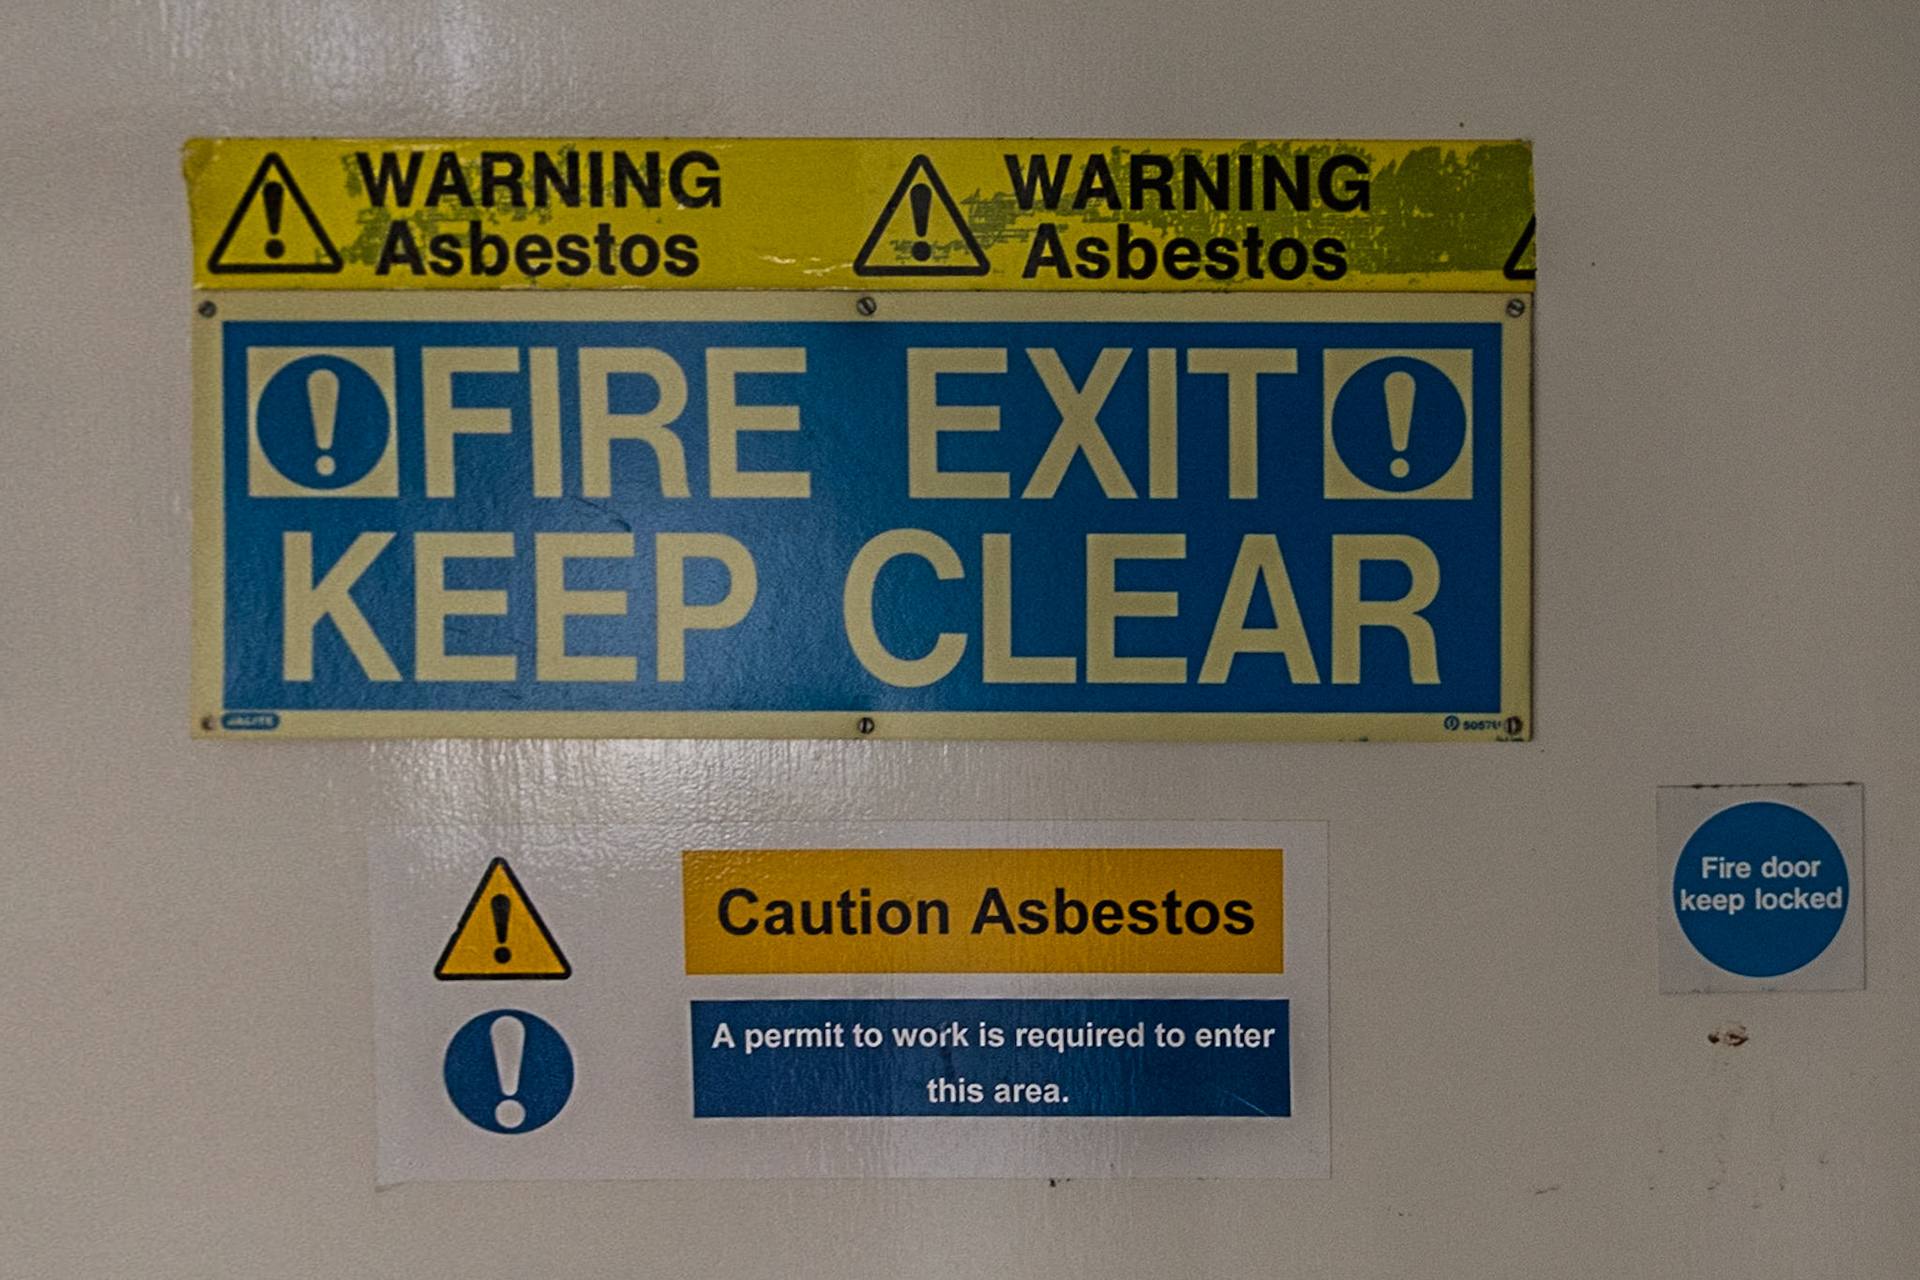 WARNING
Asbestos
WARNING
Asbestos
FIRE EXIT
KEEP CLEAR
JALITE
Caution Asbestos
A permit to work is required to enter
this area.
Fire door
keep locked